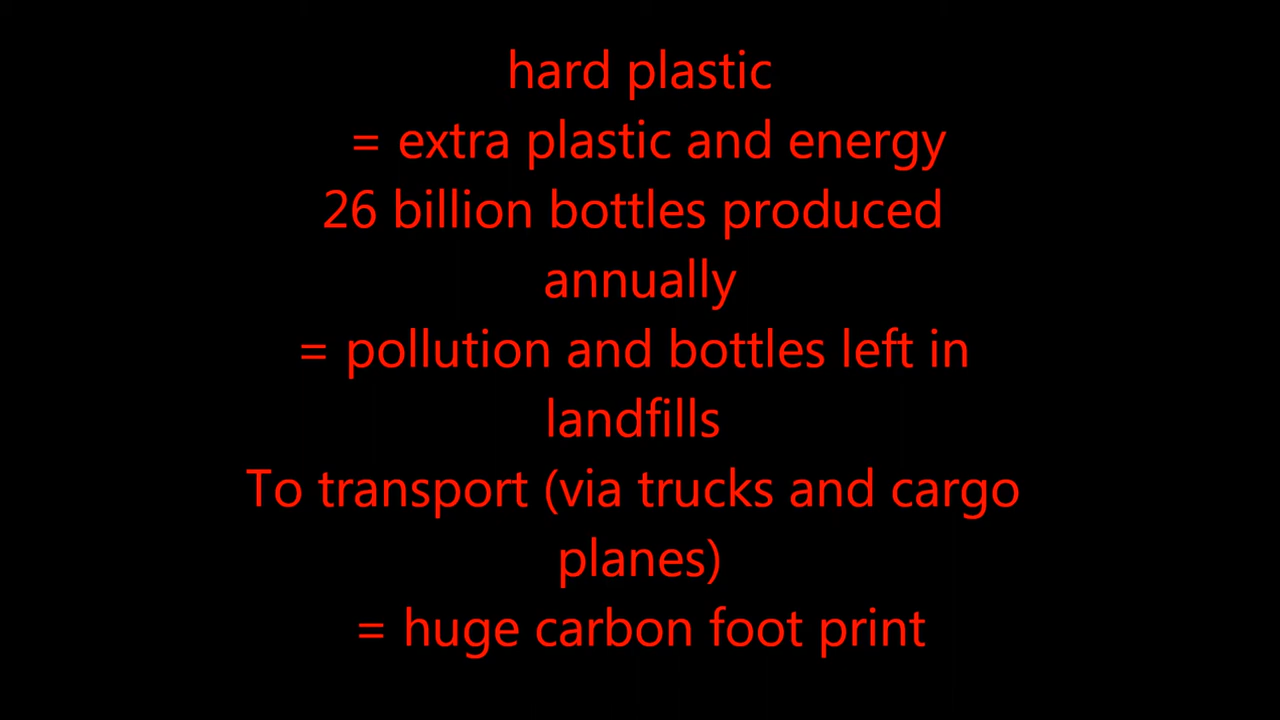 hard plastic
= extra plastic and energy
26 billion bottles produced
annually
= pollution and bottles left in
landfills
To transport (via trucks and cargo
planes)
= huge carbon foot print